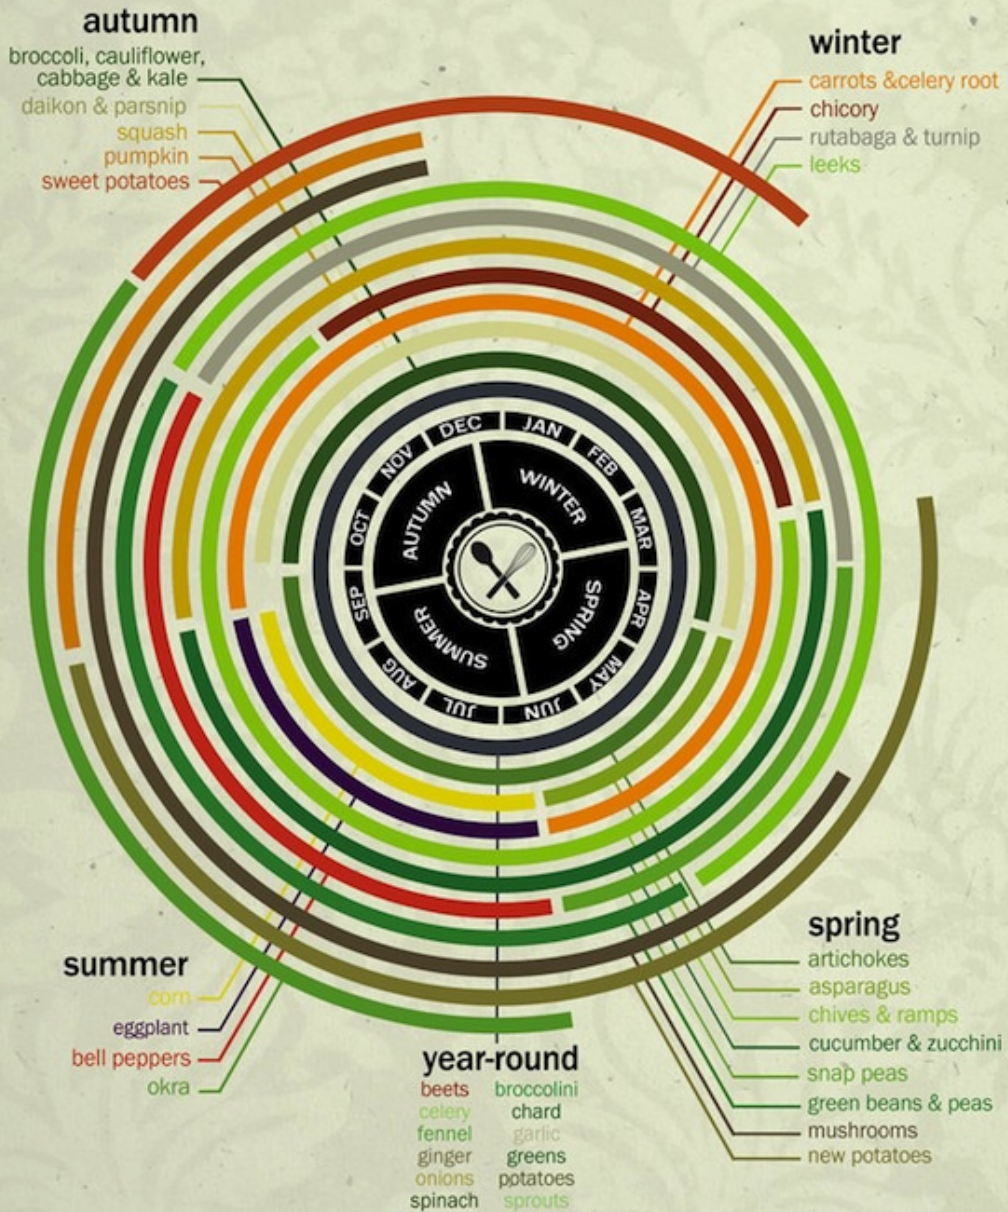 autumn
broccoli, cauliflower,
cabbage & kale
daikon & parsnip
squash
pumpkin
sweet potatoes
winter
carrots &celery root
chicory
rutabaga & turnip
leeks
DEC
JAN
NOV
FEB
AUTUMN
WINTER
OCT
MAR
SEP
APR
SUMMER
SPRING
AUG
MAY
JUL
JUN
summer
corn
eggplant
bell peppers
okra
spring
artichokes
asparagus
chives & ramps
cucumber & zucchini
snap peas
green beans & peas
mushrooms
new potatoes
year-round
beets broccolini
celery chard
fennel garlic
ginger greens
onions potatoes
spinach sprouts